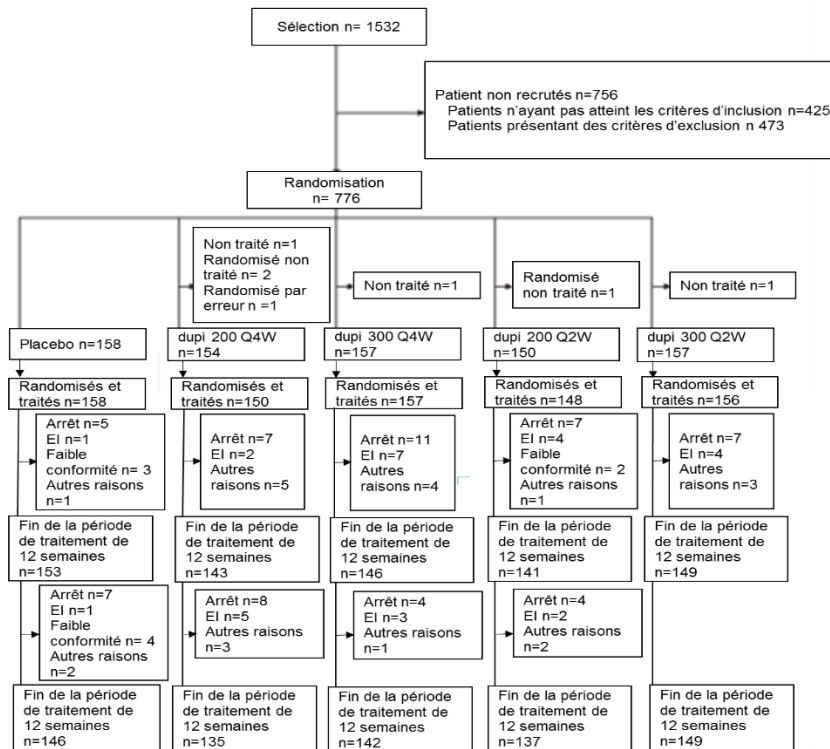 Sélection n= 1532
Patient non recrutés n=756
Patients n'ayant pas atteint les critères d'inclusion n=425
Patients présentant des critères d'exclusion n 473
Randomisation
n= 776
Non traité n=1
Randomisé non
traité n= 2
Randomisé par
erreur n =1
Non traité n=1
Randomisé
non traité n=1
Non traité n=1
Placebo n=158
dupi 200 Q4W
n=154
dupi 300 Q4W
n=157
dupi 200 Q2W
n=150
dupi 300 Q2W
n=157
Randomisés et
traités n=158
Randomisés et
traités n=150
Randomisés et
traités n=157
Randomisés et
traités n=148
Randomisés et
traités n=156
Arrêt n=5
EI n=1
Faible
conformité n= 3
Autres raisons
n=1
Arrêt n=7
EI n=2
Autres
raisons n=5
Arrêt n=11
EI n=7
Autres
raisons n=4
Arrêt n=7
EI n=4
Faible
conformité n= 2
Autres raisons
n=1
Arrêt n=7
EI n=4
Autres
raisons n=3
Fin de la période
de traitement de
12 semaines
n=153
Fin de la période
de traitement de
12 semaines
n=143
Fin de la période
de traitement de
12 semaines
n=146
Fin de la période
de traitement de
12 semaines
n=141
Fin de la période
de traitement de
12 semaines
n=149
Arrêt n=7
EI n=1
Faible
conformité n= 4
Autres raisons
n=2
Arrêt n=8
EI n=5
Autres raisons
n=3
Arrêt n=4
EI n=3
Autres raisons
n=1
Arrêt n=4
EI n=2
Autres raisons
n=2
Fin de la période
de traitement de
12 semaines
n=146
Fin de la période
de traitement de
12 semaines
n=135
Fin de la période
de traitement de
12 semaines
n=142
Fin de la période
de traitement de
12 semaines
n=137
Fin de la période
de traitement de
12 semaines
n=149